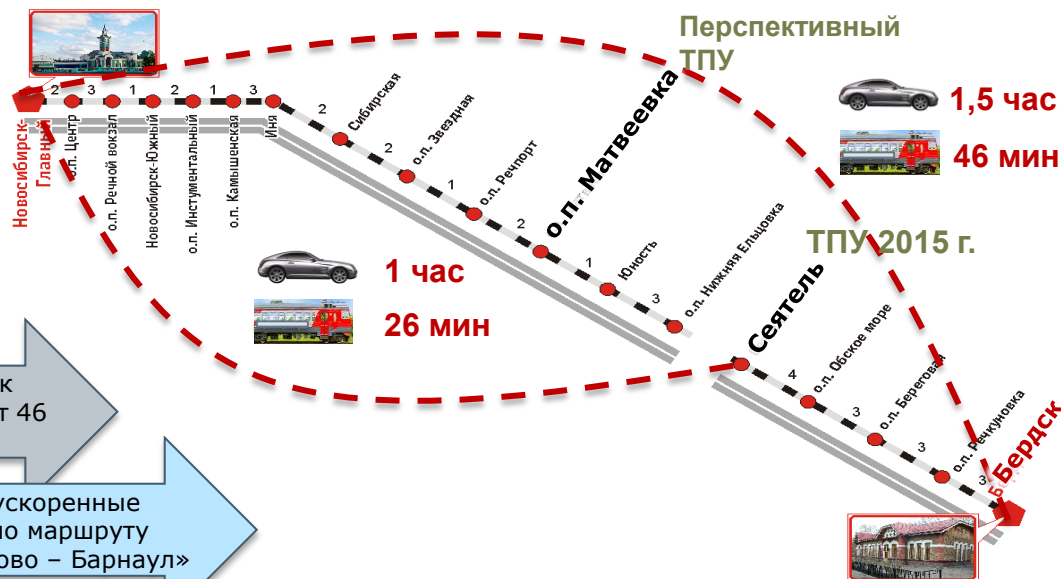 Перспективный
ТПУ
1,5 час
46 мин
2
3
1
2
1
3
Новосибирск-
Главный
о.п. Центр
о.п. Речной вокзал
Новосибирск-Южный
о.п. Инстументальный
о.п. Камышенская
Иня
2
Сибирская
2
о.п. Звездная
1
о.п. Речпорт
2
о.п. Матвеевка
1
Юность
3
о.п. Нижняя Ельцовка
ТПУ 2015 г.
1 час
26 мин
Сеятель
4
о.п. Обское море
3
о.п. Береговая
3
о.п. Речкуновка
3
Бердск
к
т 46
ускоренные
по маршруту
ово – Барнаул»